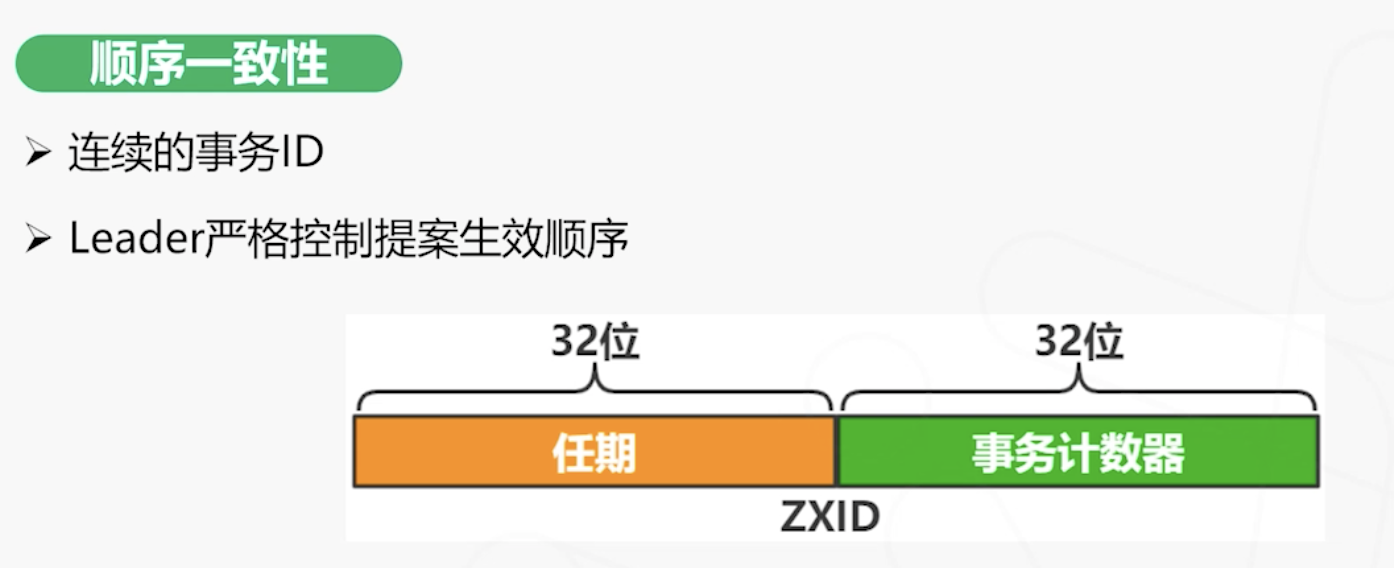 顺序一致性
连续的事务ID
Leader严格控制提案生效顺序
32位 32位
任期 事务计数器
ZXID